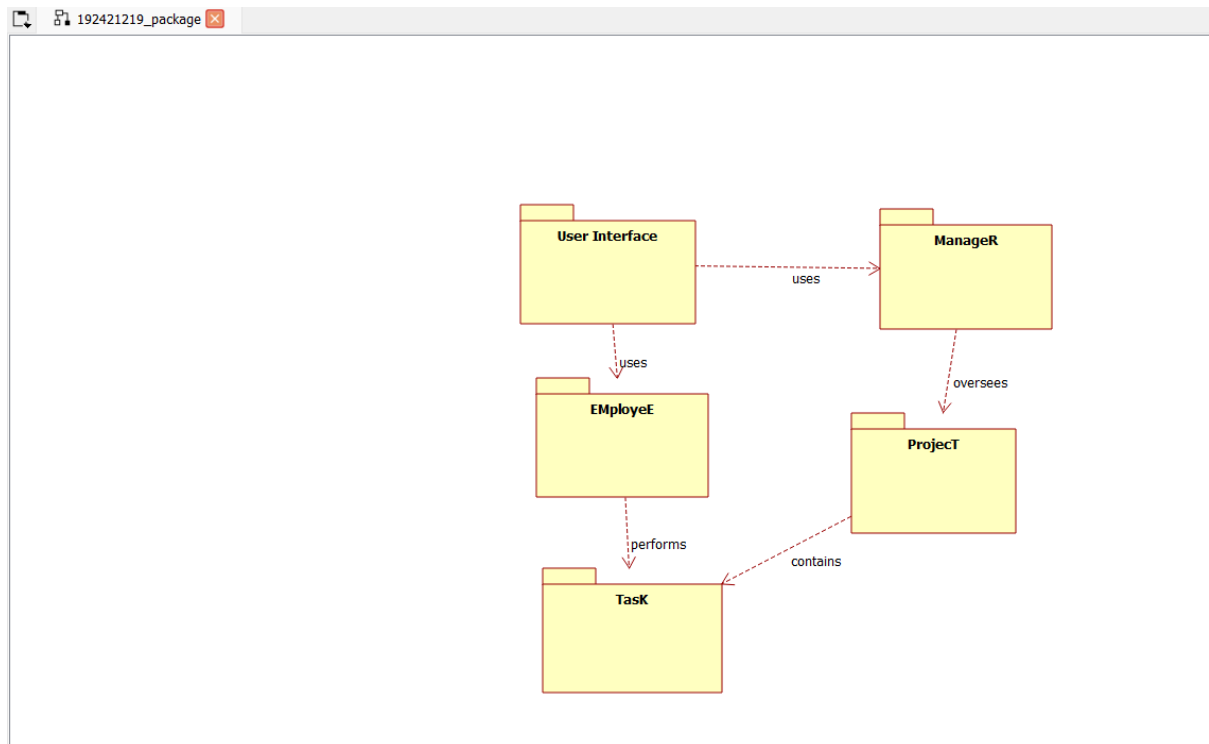 192421219_package
User Interface
ManageR
uses
uses
oversees
EMployeE
ProjecT
performs
contains
TasK